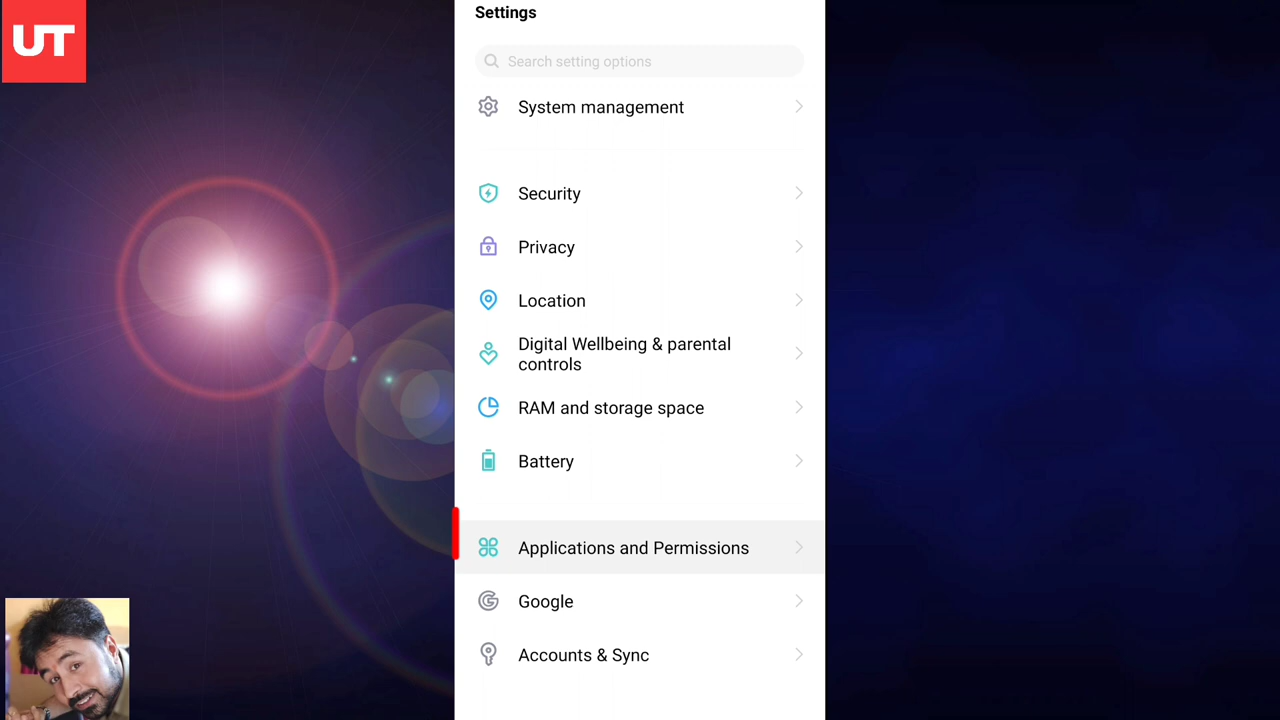 UT
Settings
Search setting options
System management
Security
Privacy
Location
Digital Wellbeing & parental
controls
RAM and storage space
Battery
Applications and Permissions
Google
Accounts & Sync